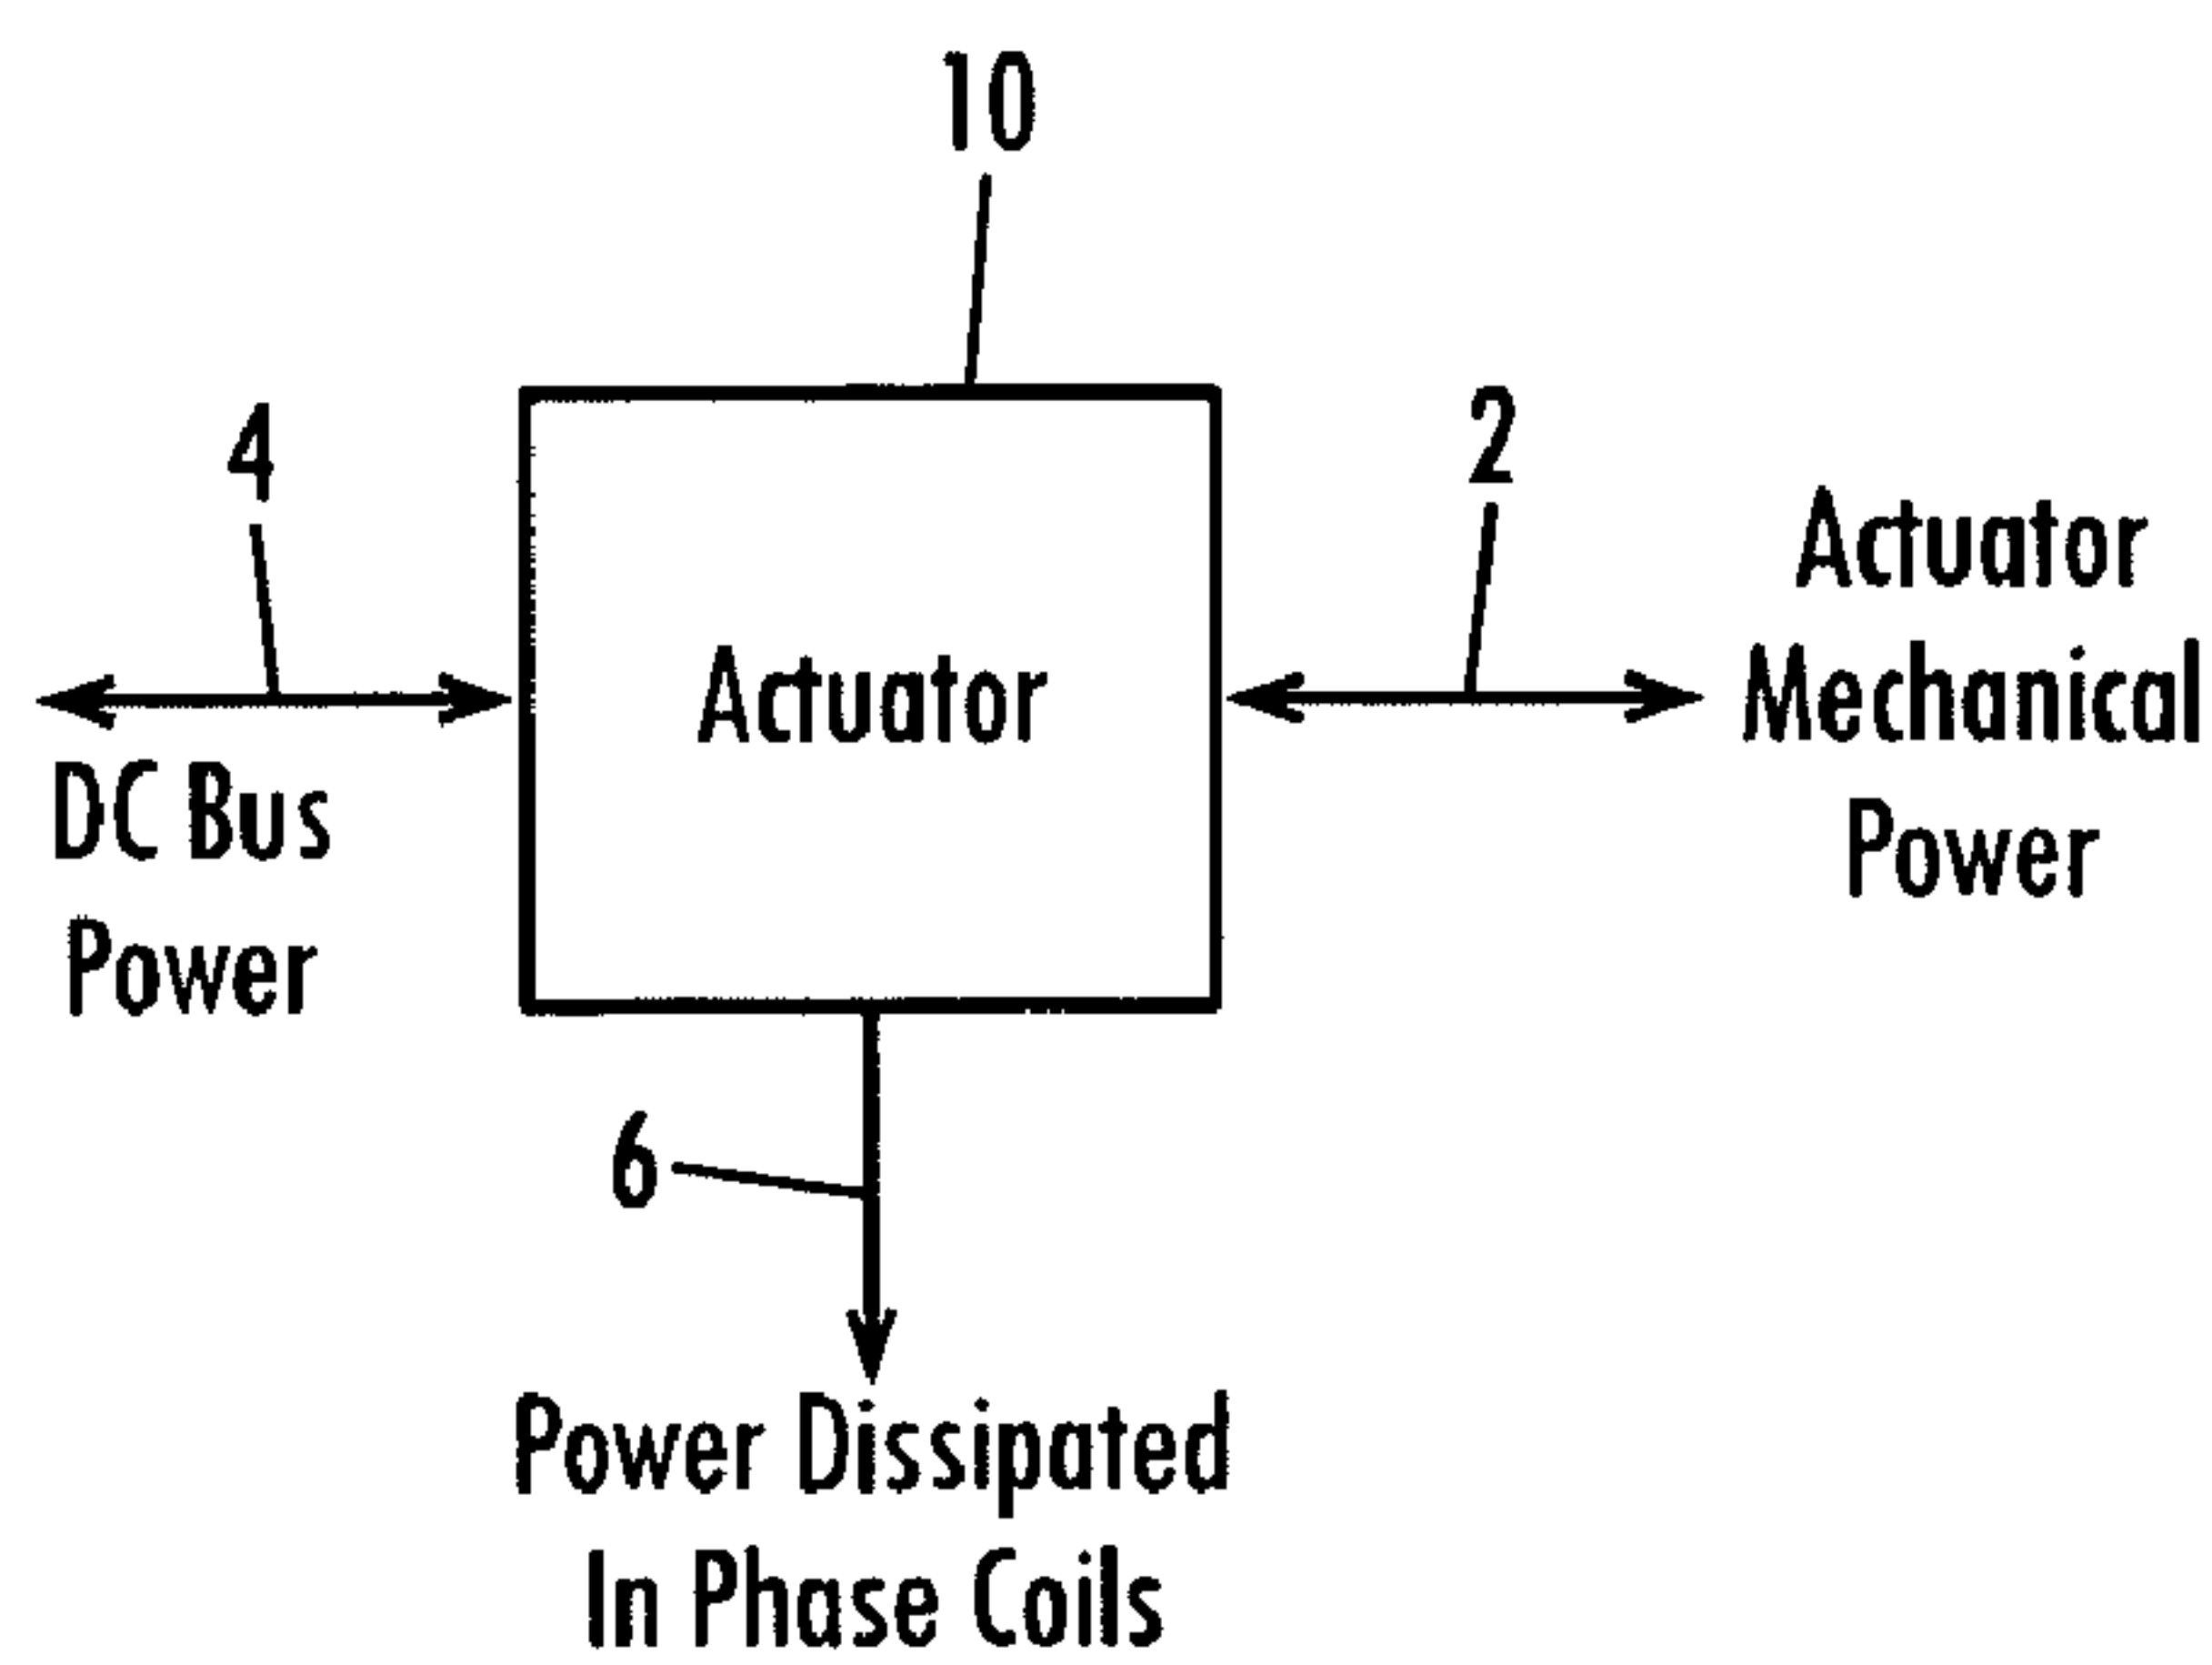 10
4
2
Actuator
Mechanical
Power
Actuator
DC Bus
Power
6
Power Dissipated
In Phase Coils